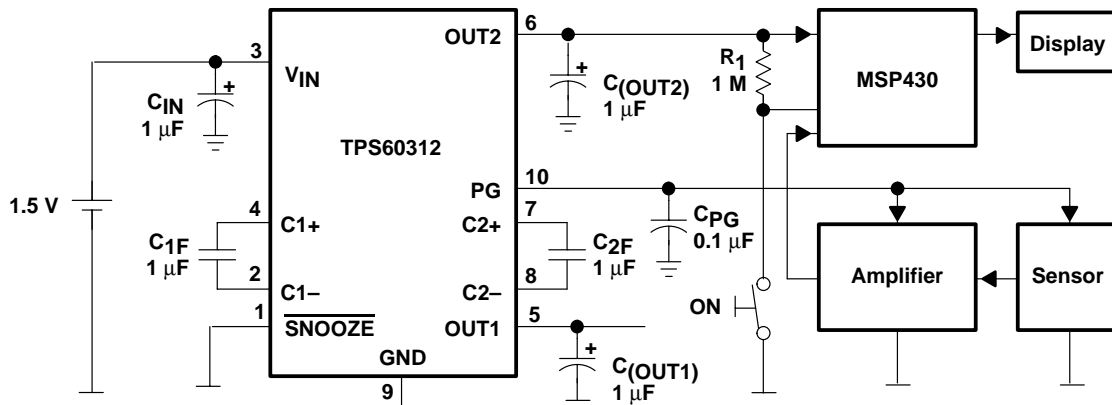 6
OUT2
3
VIN
+
CIN
1 μF
+
C(OUT2)
1 μF
R1
1 M
MSP430
Display
TPS60312
1.5 V
PG
10
CPG
0.1 μF
4
C1+
C1F
1 μF
2
C1–
C2+
7
C2F
1 μF
C2–
8
Amplifier
Sensor
ON
1
SNOOZE
OUT1
5
+
C(OUT1)
1 μF
GND
9